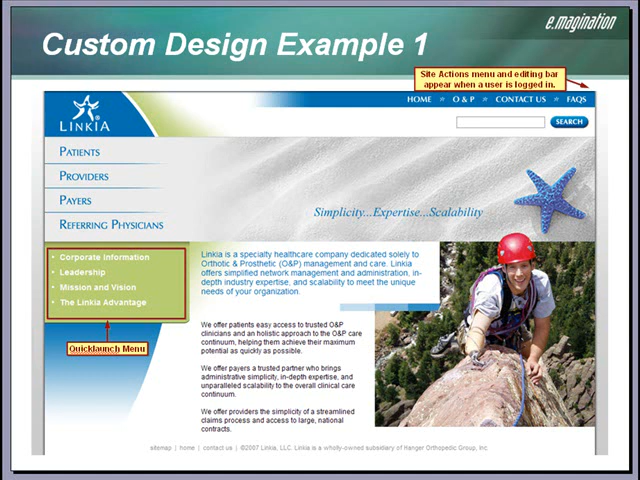 e.magination
Custom Design Example 1
Site Actions menu and editing bar
appear when a user is logged in.
HOME ★ O & P ★ CONTACT US ★ FAQS
LINKIA®
SEARCH
PATIENTS
PROVIDERS
PAYERS
REFERRING PHYSICIANS
Simplicity...Expertise...Scalability
• Corporate Information
• Leadership
• Mission and Vision
• The Linkia Advantage
Quicklaunch Menu
Linkia is a specialty healthcare company dedicated solely to
Orthotic & Prosthetic (O&P) management and care. Linkia
offers simplified network management and administration, in-
depth industry expertise, and scalability to meet the unique
needs of your organization.
We offer patients easy access to trusted O&P
clinicians and an holistic approach to the O&P care
continuum, helping them achieve their maximum
potential as quickly as possible.
We offer payers a trusted partner who brings
administrative simplicity, in-depth expertise, and
unparalleled scalability to the overall clinical care
continuum.
We offer providers the simplicity of a streamlined
claims process and access to large, national
contracts.
sitemap | home | contact us | ©2007 Linkia, LLC. Linkia is a wholly-owned subsidiary of Hanger Orthopedic Group, Inc.